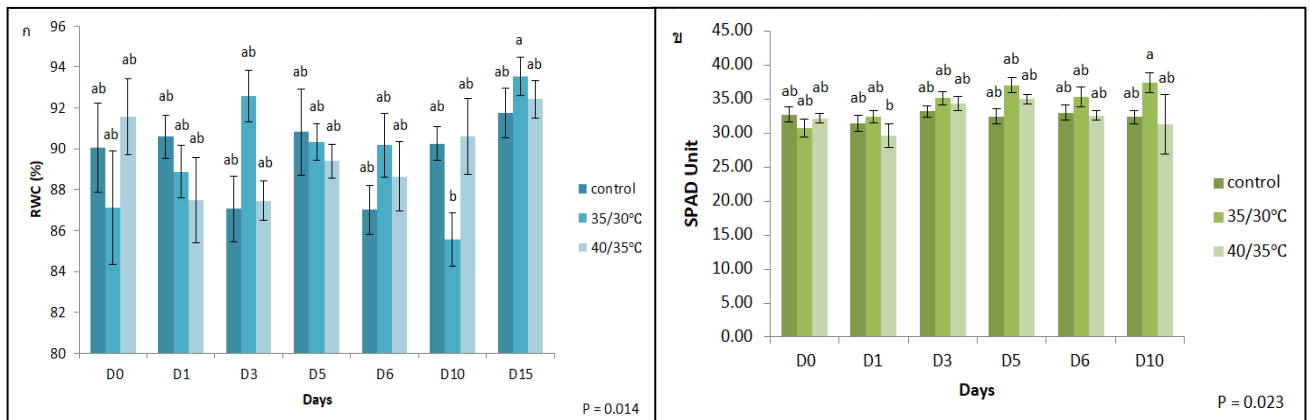 ก
96
94
92
90
88
86
84
82
80
RWC (%)
ab ab ab
ab ab ab
ab ab ab
ab ab ab
ab ab ab
ab b ab
ab a ab
D0 D1 D3 D5 D6 D10 D15
Days
control
35/30°C
40/35°C
P = 0.014
ข
45.00
40.00
35.00
30.00
25.00
20.00
15.00
10.00
5.00
0.00
SPAD Unit
ab ab ab
ab ab b
ab ab ab
ab ab ab
ab ab ab
ab a ab
D0 D1 D3 D5 D6 D10
Days
control
35/30°C
40/35°C
P = 0.023